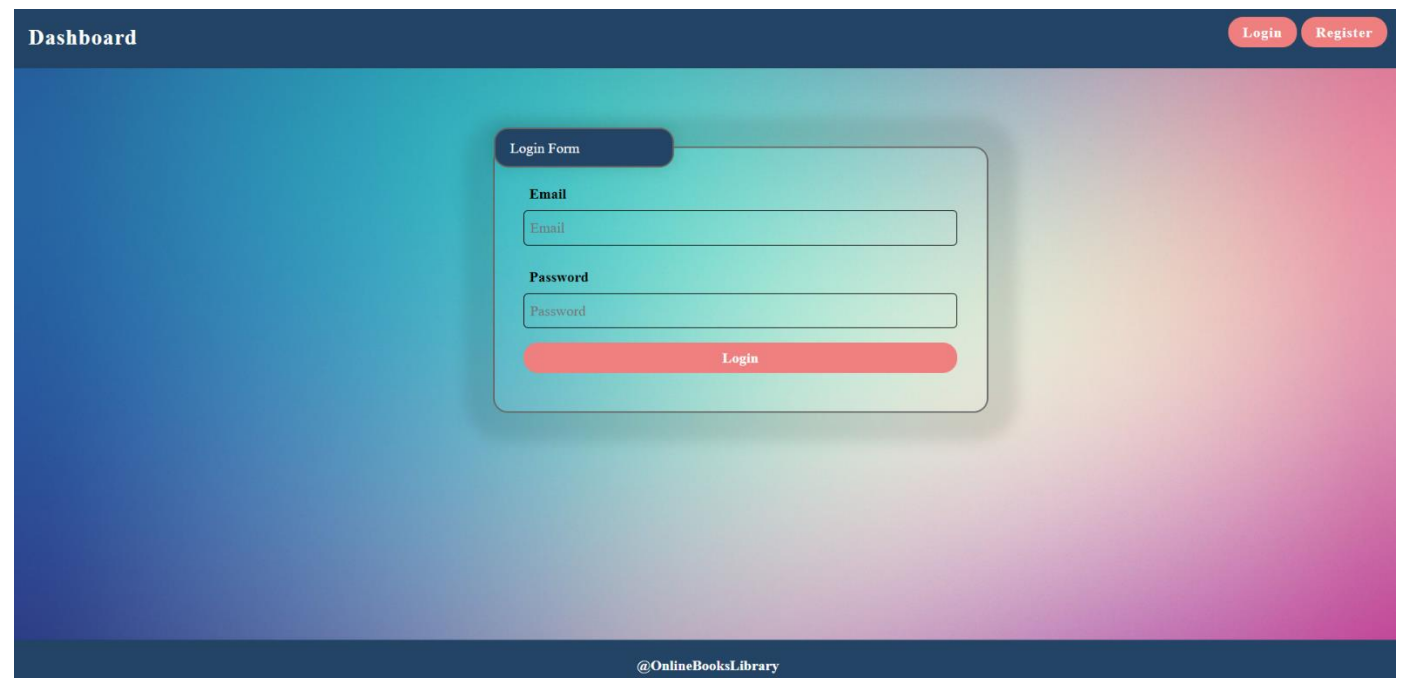 Dashboard
Login Register
Login Form
Email
Email
Password
Password
Login
@OnlineBooksLibrary